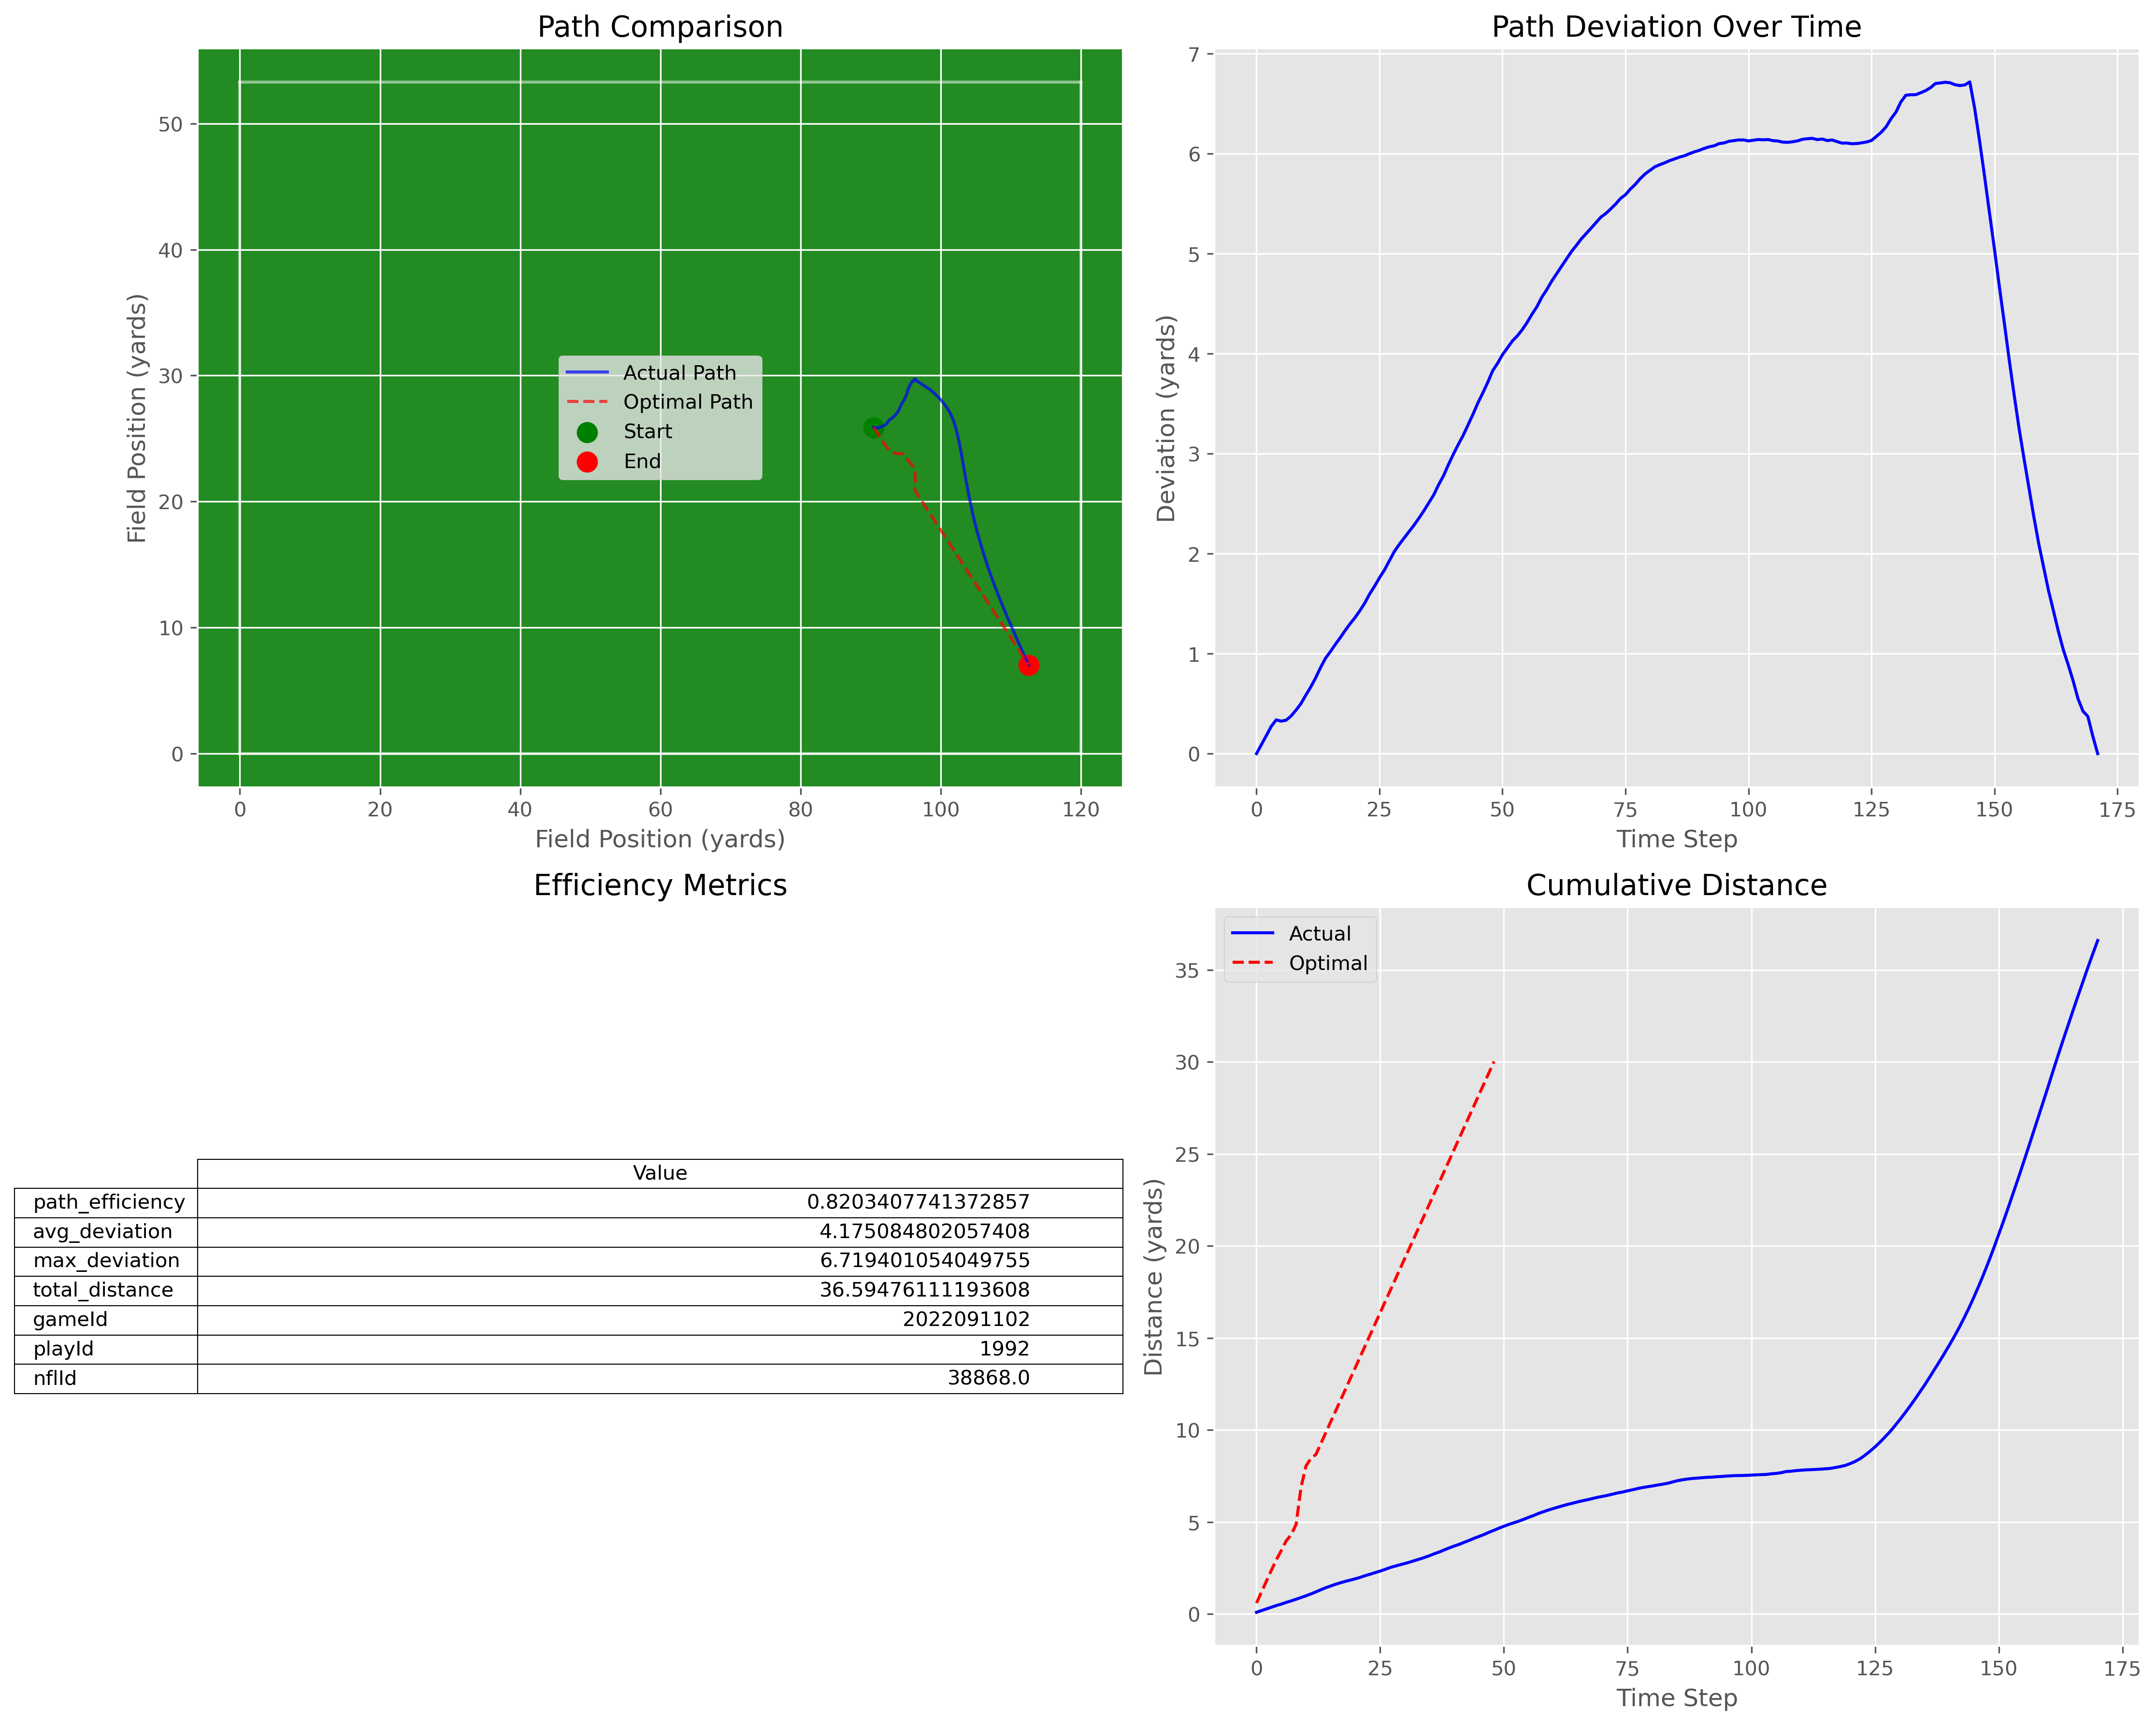 Path Comparison
Field Position (yards)
50
40
30
20
10
0
Actual Path
Optimal Path
Start
End
0 20 40 60 80 100 120
Field Position (yards)
Path Deviation Over Time
Deviation (yards)
7
6
5
4
3
2
1
0
0 25 50 75 100 125 150 175
Time Step
Efficiency Metrics
Value
path_efficiency 0.8203407741372857
avg_deviation 4.175084802057408
max_deviation 6.719401054049755
total_distance 36.59476111193608
gameId 2022091102
playId 1992
nflId 38868.0
Cumulative Distance
Actual
Optimal
Distance (yards)
35
30
25
20
15
10
5
0
0 25 50 75 100 125 150 175
Time Step